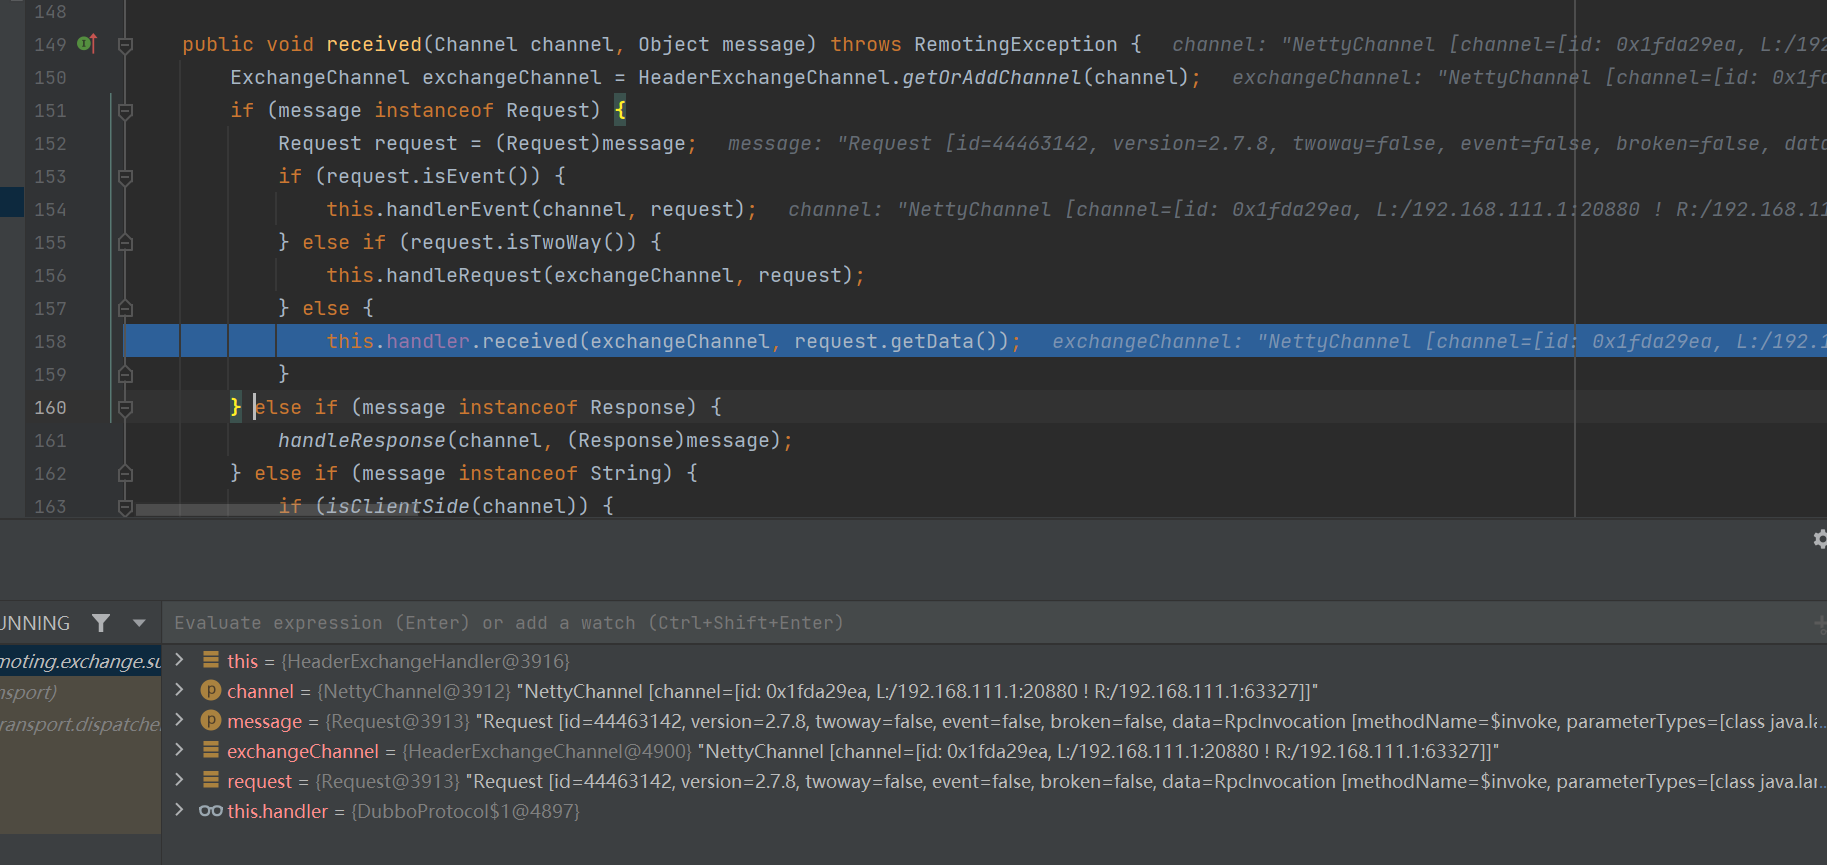 148
149 public void received(Channel channel, Object message) throws RemotingException { channel: "NettyChannel [channel=[id: 0x1fda29ea, L:/192
150 ExchangeChannel exchangeChannel = HeaderExchangeChannel.getOrAddChannel(channel); exchangeChannel: "NettyChannel [channel=[id: 0x1fd
151 if (message instanceof Request) {
152 Request request = (Request)message; message: "Request [id=44463142, version=2.7.8, twoway=false, event=false, broken=false, data
153 if (request.isEvent()) {
154 this.handlerEvent(channel, request); channel: "NettyChannel [channel=[id: 0x1fda29ea, L:/192.168.111.1:20880 ! R:/192.168.11
155 } else if (request.isTwoWay()) {
156 this.handleRequest(exchangeChannel, request);
157 } else {
158 this.handler.received(exchangeChannel, request.getData()); exchangeChannel: "NettyChannel [channel=[id: 0x1fda29ea, L:/192.1
159 }
160 } else if (message instanceof Response) {
161 handleResponse(channel, (Response)message);
162 } else if (message instanceof String) {
163 if (isClientSide(channel)) {
UNNING
Evaluate expression (Enter) or add a watch (Ctrl+Shift+Enter)
moting.exchange.su
nsport)
ransport.dispatche
this = {HeaderExchangeHandler@3916}
channel = {NettyChannel@3912} "NettyChannel [channel=[id: 0x1fda29ea, L:/192.168.111.1:20880 ! R:/192.168.111.1:63327]]"
message = {Request@3913} "Request [id=44463142, version=2.7.8, twoway=false, event=false, broken=false, data=RpcInvocation [methodName=$invoke, parameterTypes=[class java.la...
exchangeChannel = {HeaderExchangeChannel@4900} "NettyChannel [channel=[id: 0x1fda29ea, L:/192.168.111.1:20880 ! R:/192.168.111.1:63327]]"
request = {Request@3913} "Request [id=44463142, version=2.7.8, twoway=false, event=false, broken=false, data=RpcInvocation [methodName=$invoke, parameterTypes=[class java.lan...
this.handler = {DubboProtocol$1@4897}